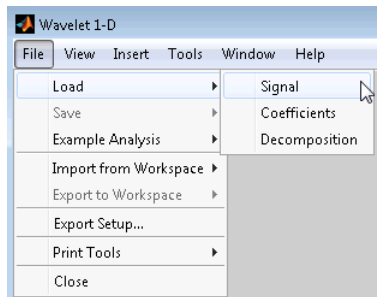 Wavelet 1-D
File View Insert Tools Window Help
Load
Save
Example Analysis
Import from Workspace
Export to Workspace
Export Setup...
Print Tools
Close
Signal
Coefficients
Decomposition